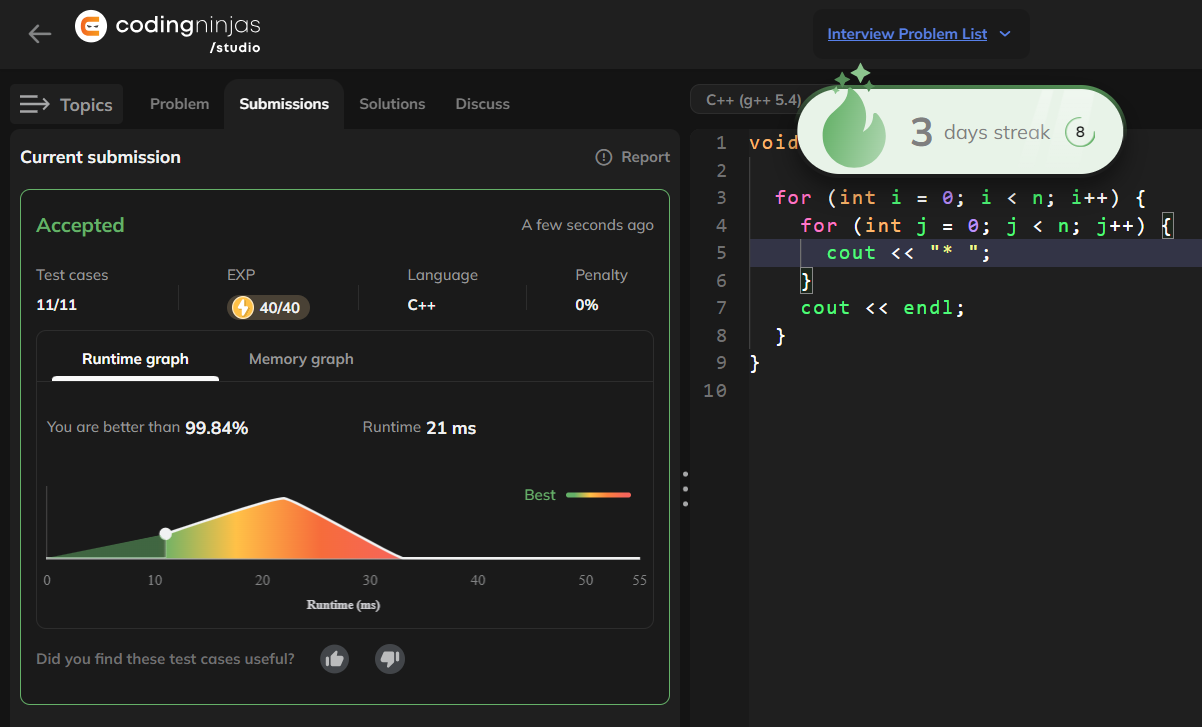 codingninjas
/studio
Interview Problem List
Topics
Problem
Submissions
Solutions
Discuss
Current submission
Report
Accepted
A few seconds ago
Test cases
EXP
Language
Penalty
11/11
40/40
C++
0%
Runtime graph
Memory graph
You are better than 99.84%
Runtime 21 ms
Best
0 10 20 30 40 50 55
Runtime (ms)
Did you find these test cases useful?
C++ (g++ 5.4)
3 days streak 8
1 void
2
3 for (int i = 0; i < n; i++) {
4 for (int j = 0; j < n; j++) {
5 cout << "* ";
6 }
7 cout << endl;
8 }
9 }
10